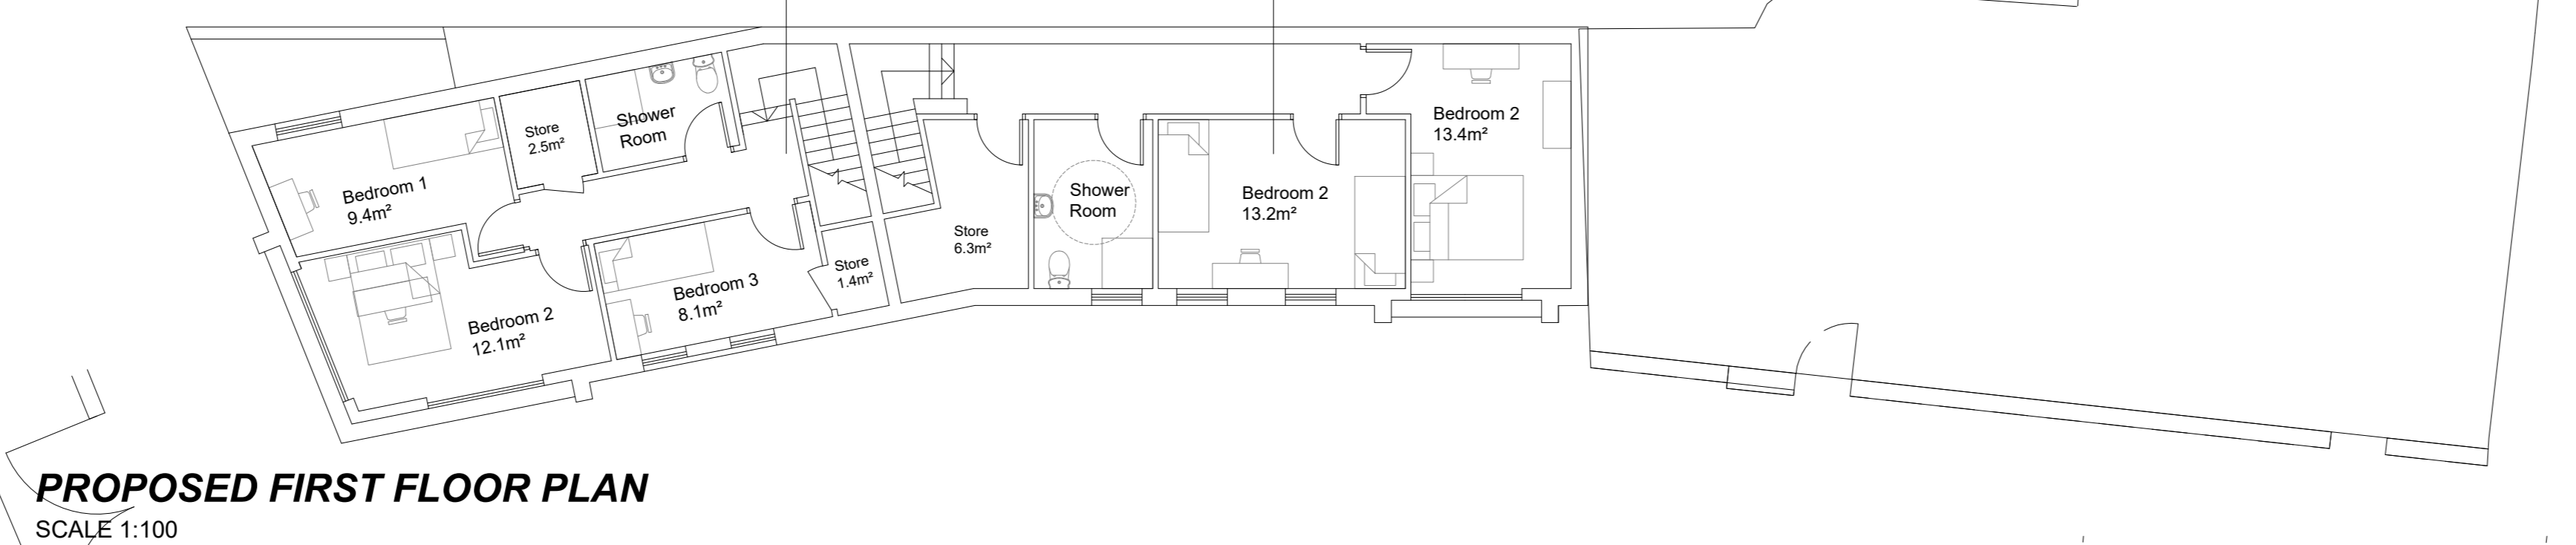 Bedroom 1
9.4m²
Store
2.5m²
Shower
Room
Bedroom 2
12.1m²
Bedroom 3
8.1m²
Store
1.4m²
Store
6.3m²
Shower
Room
Bedroom 2
13.2m²
Bedroom 2
13.4m²
PROPOSED FIRST FLOOR PLAN
SCALE 1:100